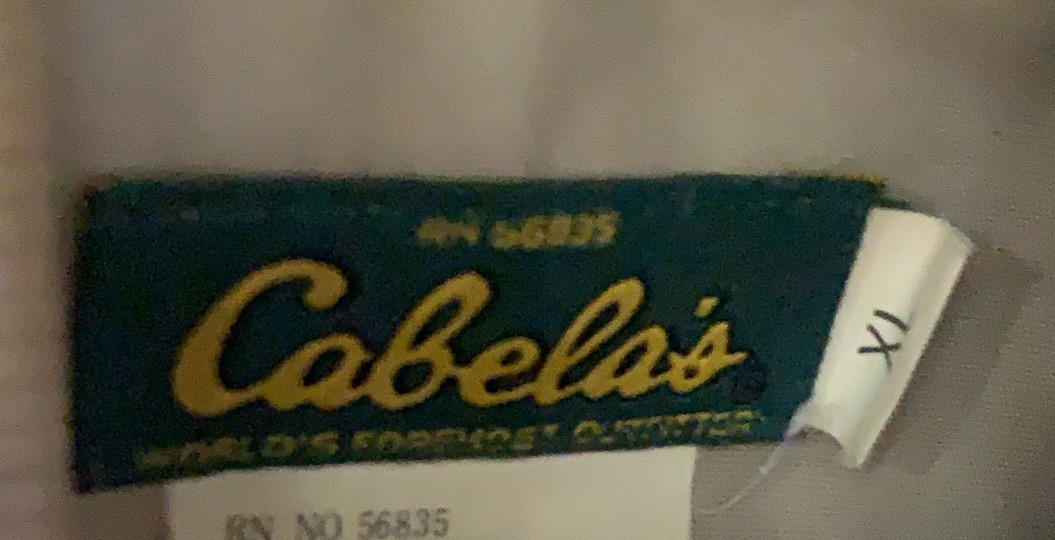 RN 56835
Cabela's
WORLD'S FOREMOST OUTFITTER
XL
RN NO 56835